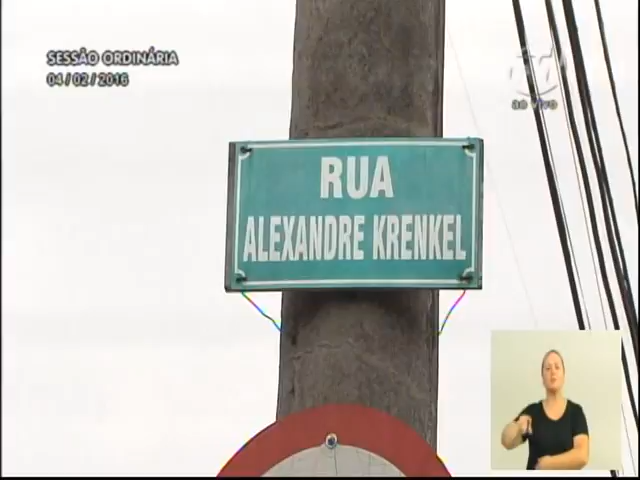 SESSÃO ORDINÁRIA
04 / 02 / 2016
ao vivo
RUA
ALEXANDRE KRENKEL